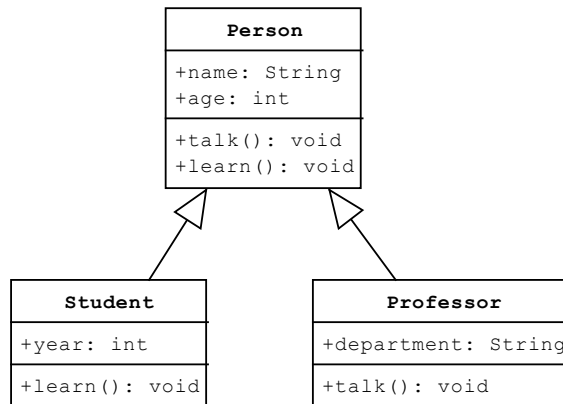 Person
+name: String
+age: int
+talk(): void
+learn(): void
Student
+year: int
+learn(): void
Professor
+department: String
+talk(): void